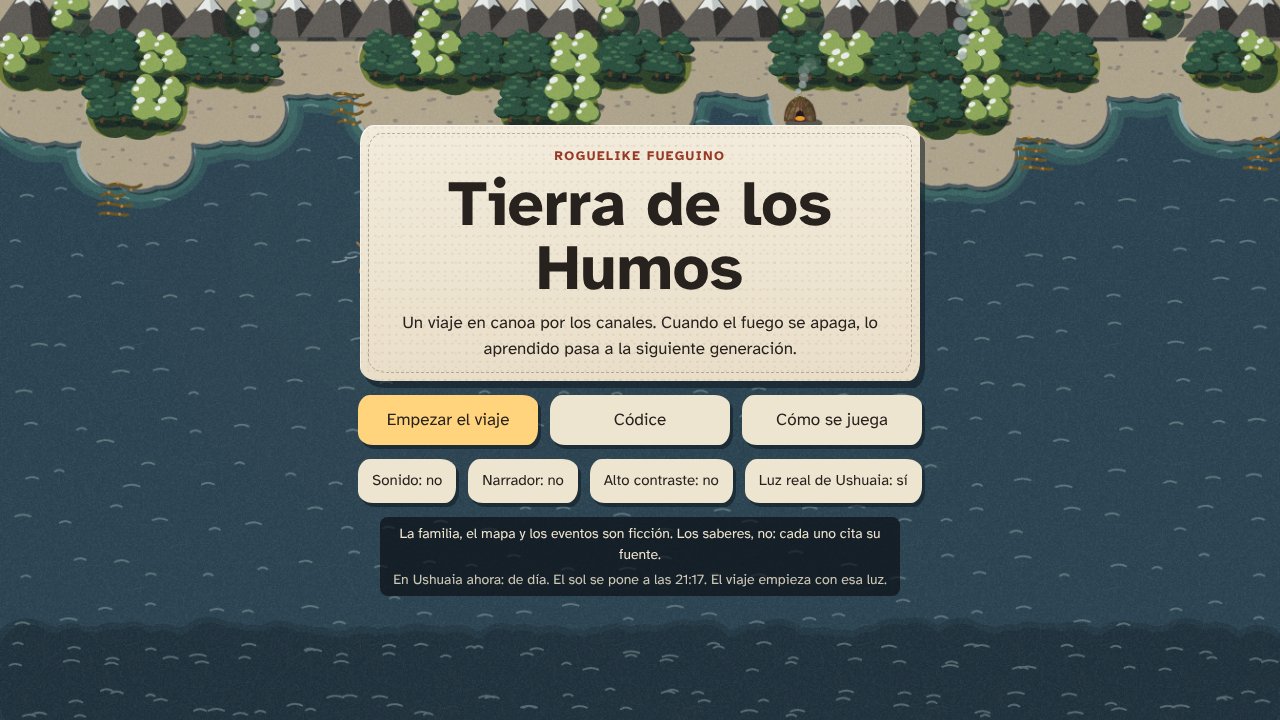 ROGUELIKE FUEGUINO
Tierra de los
Humos
Un viaje en canoa por los canales. Cuando el fuego se apaga, lo
aprendido pasa a la siguiente generación.
Empezar el viaje
Códice
Cómo se juega
Sonido: no
Narrador: no
Alto contraste: no
Luz real de Ushuaia: sí
La familia, el mapa y los eventos son ficción. Los saberes, no: cada uno cita su
fuente.
En Ushuaia ahora: de día. El sol se pone a las 21:17. El viaje empieza con esa luz.